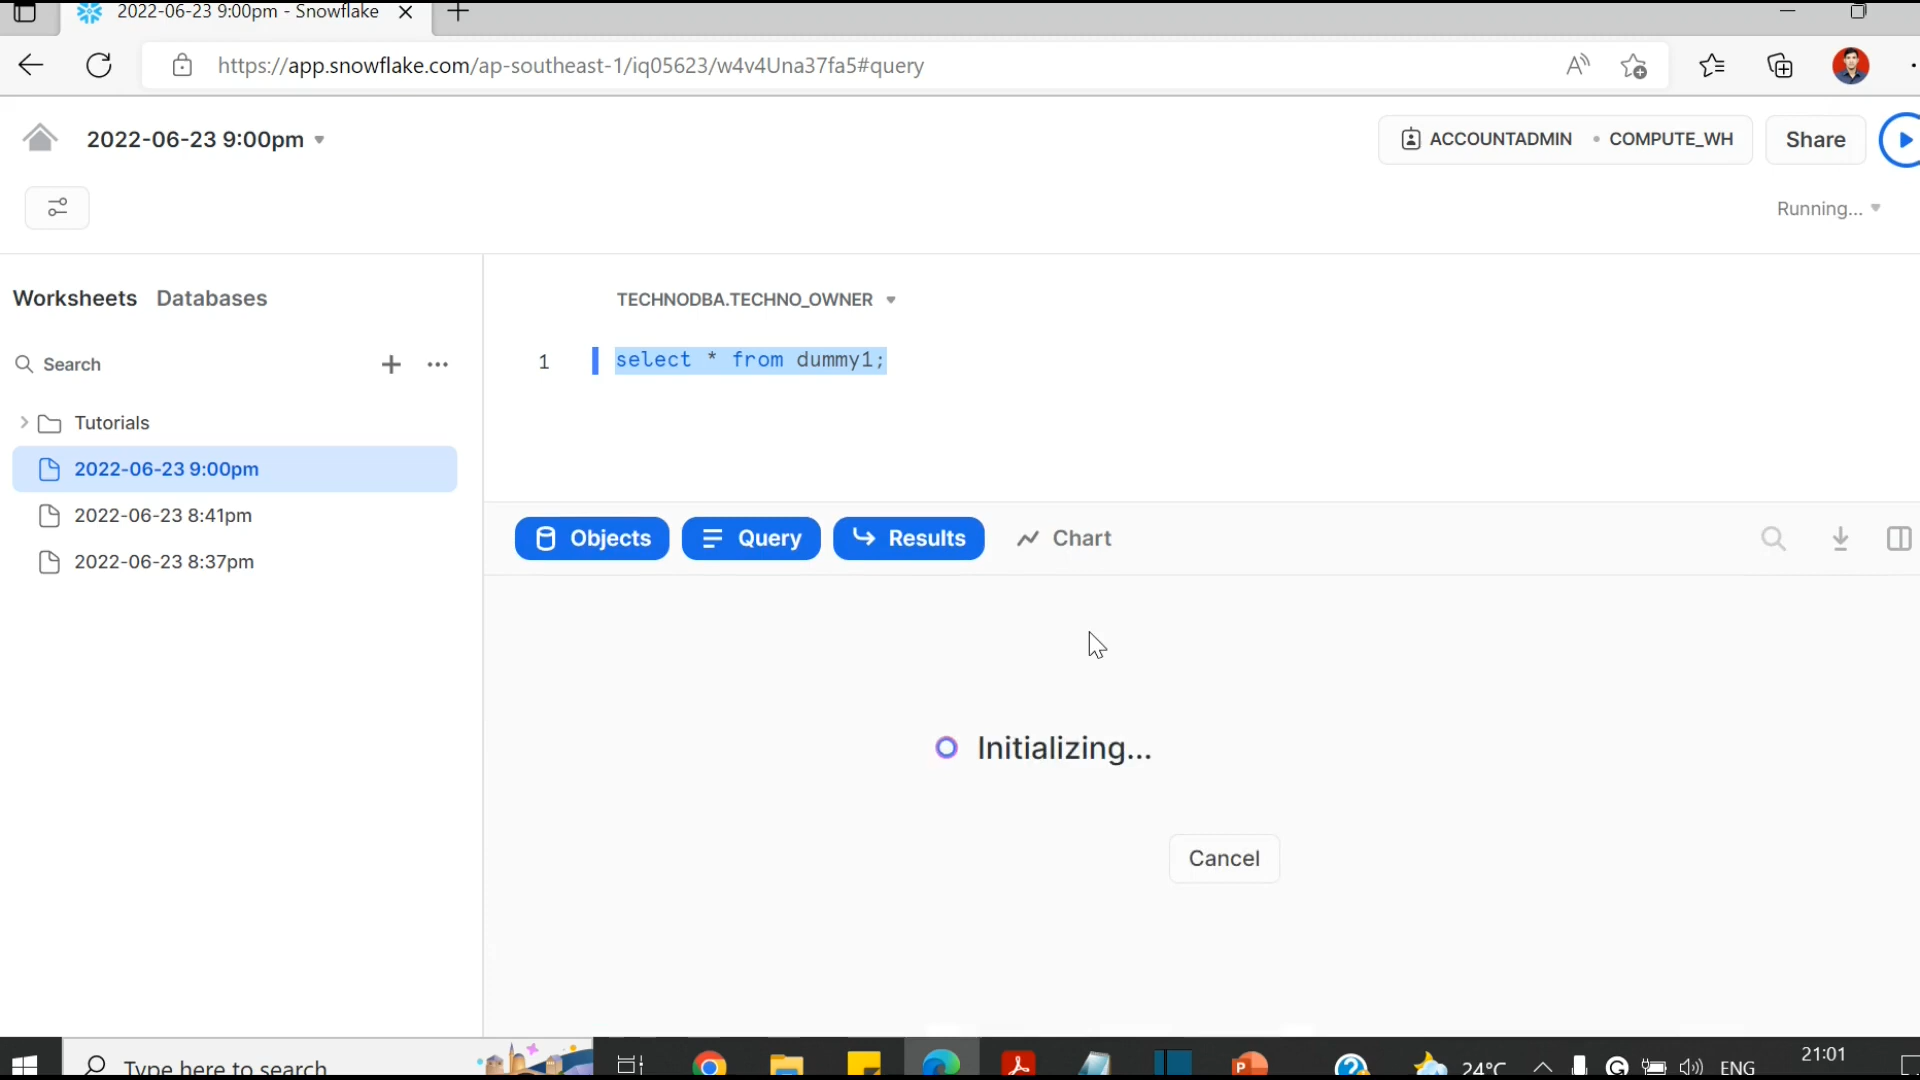 2022-06-23 9:00pm - Snowflake
https://app.snowflake.com/ap-southeast-1/iq05623/w4v4Una37fa5#query
2022-06-23 9:00pm
ACCOUNTADMIN • COMPUTE_WH
Share
Running...
Worksheets Databases
TECHNODBA.TECHNO_OWNER
Search
1 select * from dummy1;
Tutorials
2022-06-23 9:00pm
2022-06-23 8:41pm
2022-06-23 8:37pm
Objects Query Results Chart
Initializing...
Cancel
Type here to search
24°C
ENG
21:01